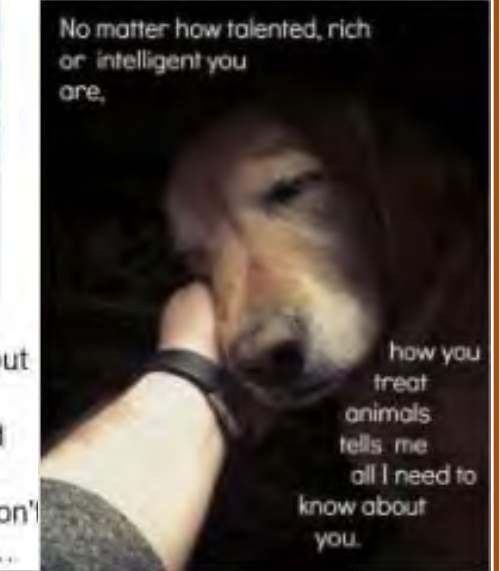 No matter how talented, rich
or intelligent you
are,
how you
treat
animals
tells me
all I need to
know about
you.
on't
...